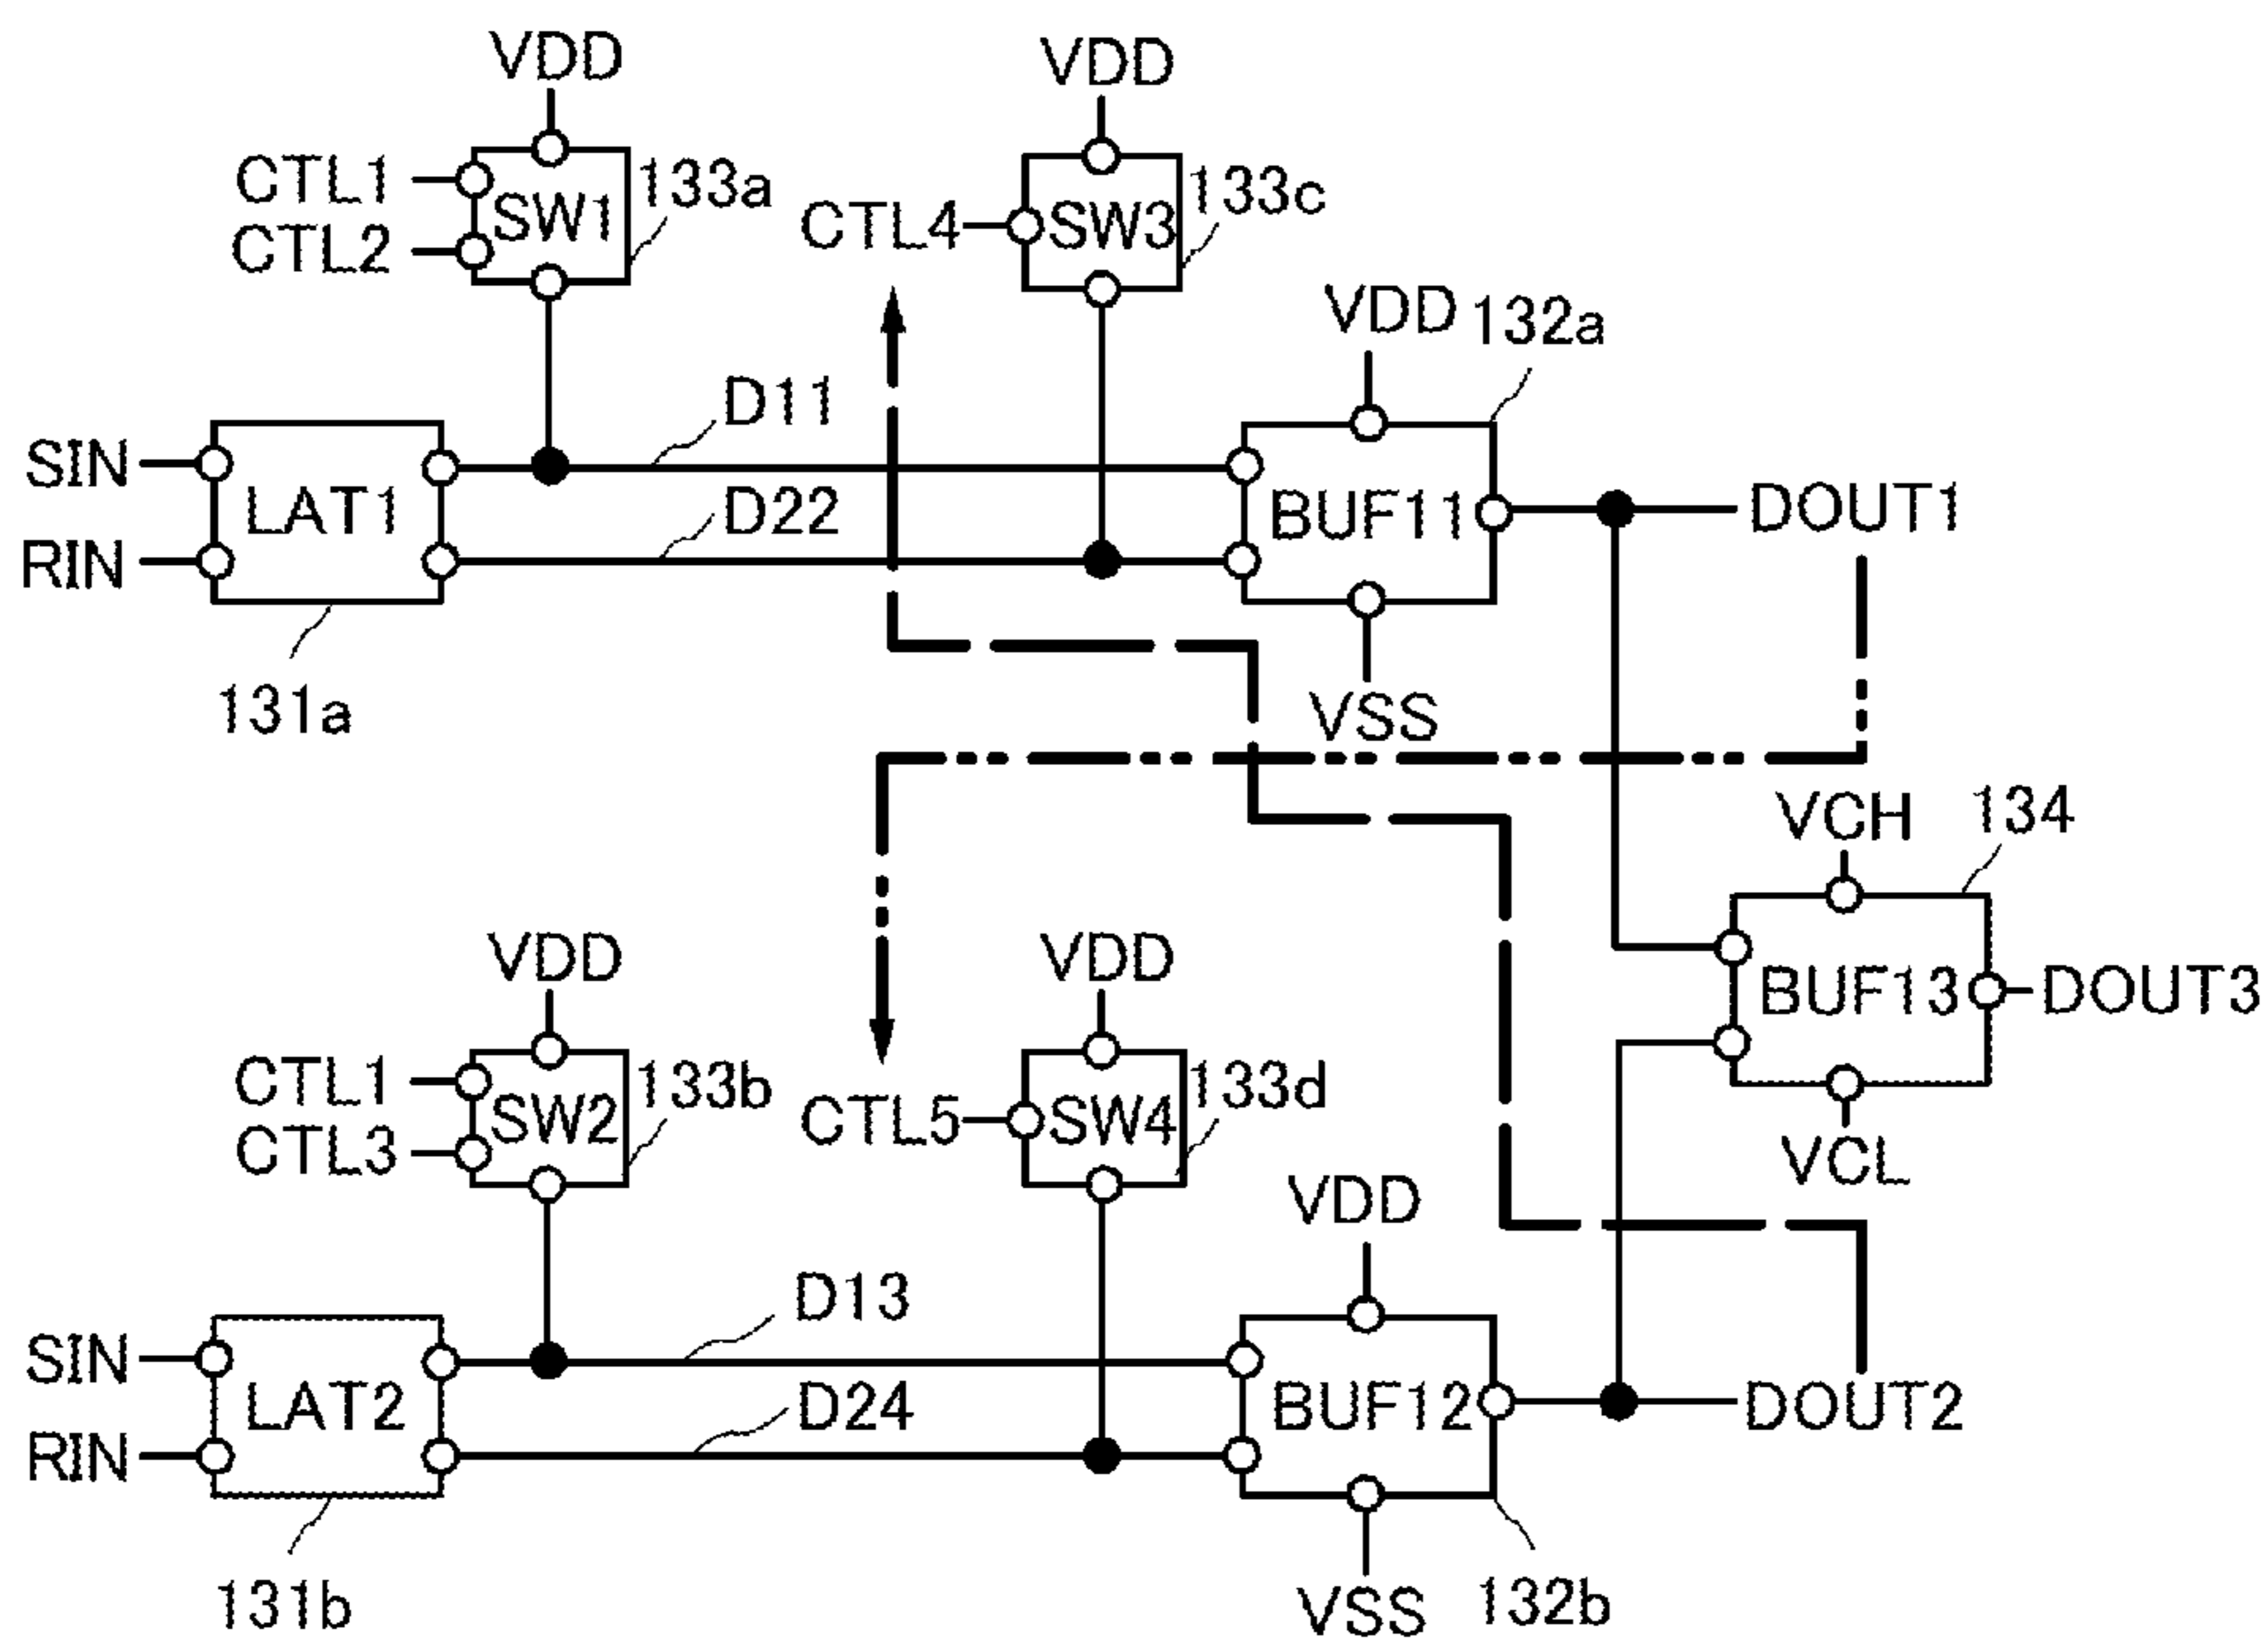 VDD
VDD
CTL1
SW1
133a
CTL2
CTL4
SW3
133c
VDD
132a
D11
SIN
LAT1
RIN
D22
BUF11
DOUT1
131a
VSS
VCH
134
BUF13
DOUT3
VCL
VDD
VDD
CTL1
SW2
133b
CTL3
CTL5
SW4
133d
VDD
D13
SIN
LAT2
RIN
D24
BUF12
DOUT2
131b
VSS
132b